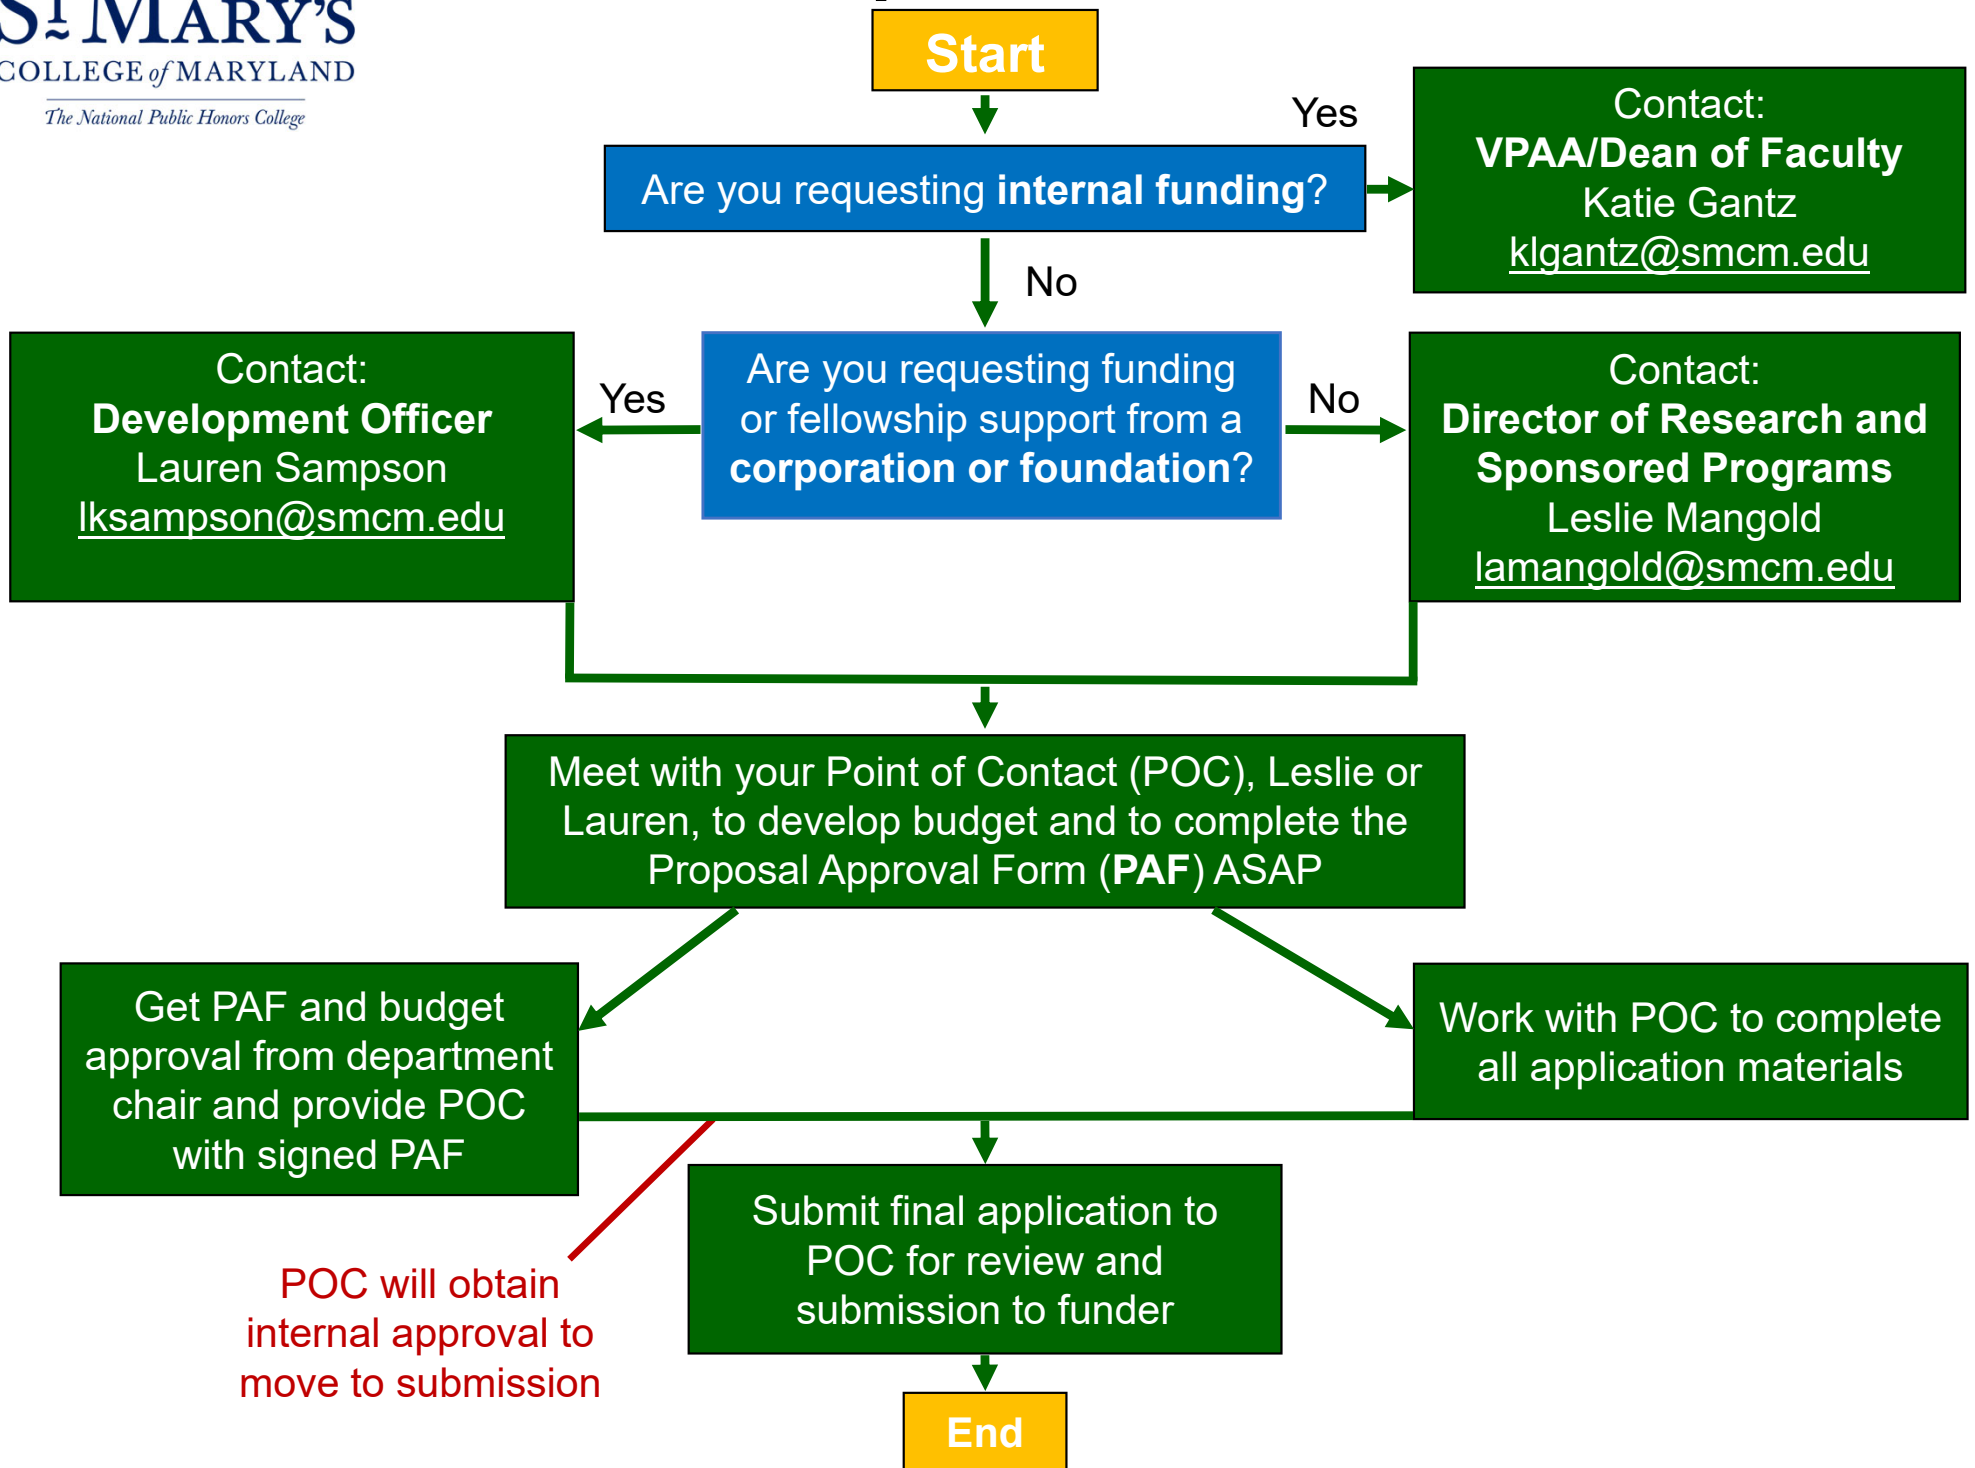 ST MARY'S
COLLEGE of MARYLAND
The National Public Honors College
Start
Are you requesting internal funding?
Yes
Contact:
VPAA/Dean of Faculty
Katie Gantz
klgantz@smcm.edu
No
Are you requesting funding
or fellowship support from a
corporation or foundation?
Yes
Contact:
Development Officer
Lauren Sampson
lksampson@smcm.edu
No
Contact:
Director of Research and
Sponsored Programs
Leslie Mangold
lamangold@smcm.edu
Meet with your Point of Contact (POC), Leslie or
Lauren, to develop budget and to complete the
Proposal Approval Form (PAF) ASAP
Get PAF and budget
approval from department
chair and provide POC
with signed PAF
Work with POC to complete
all application materials
POC will obtain
internal approval to
move to submission
Submit final application to
POC for review and
submission to funder
End